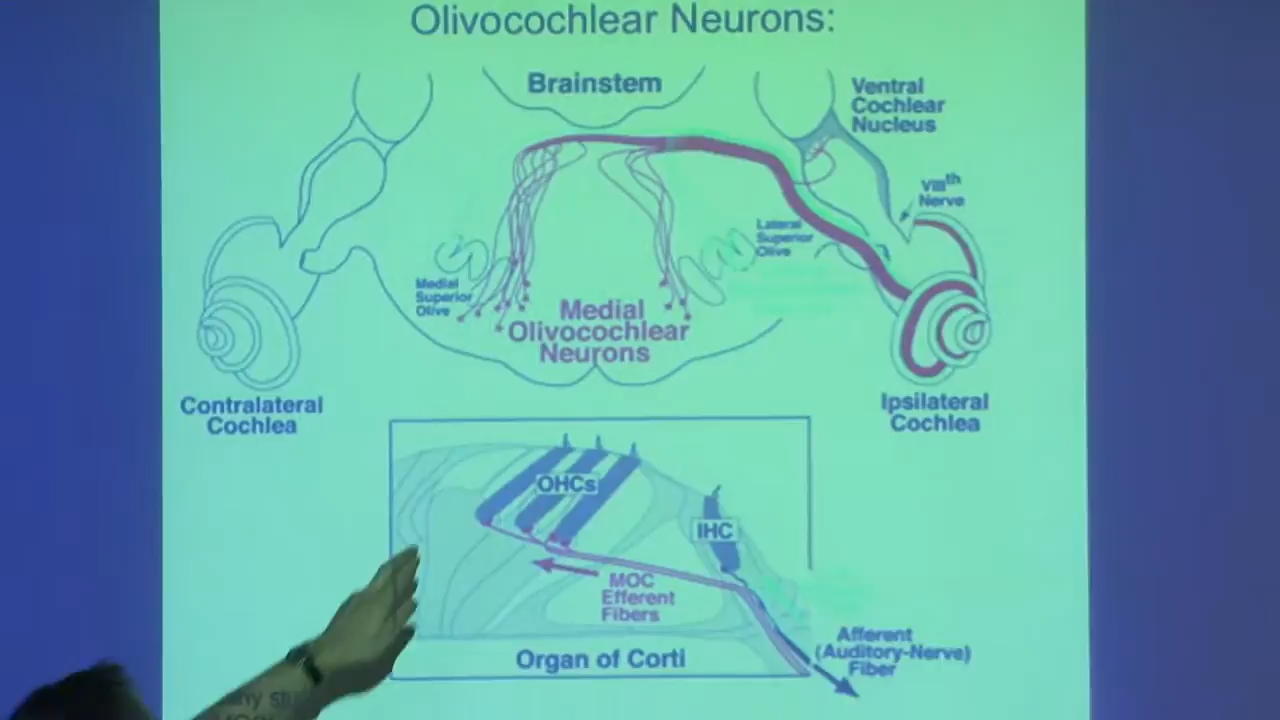 Olivocochlear Neurons:
Brainstem
Ventral
Cochlear
Nucleus
VIIIth
Nerve
Lateral
Superior
Olive
Medial
Superior
Olive
Medial
Olivocochlear
Neurons
Contralateral
Cochlea
Ipsilateral
Cochlea
OHCs
IHC
MOC
Efferent
Fibers
Organ of Corti
Afferent
(Auditory-Nerve)
Fiber